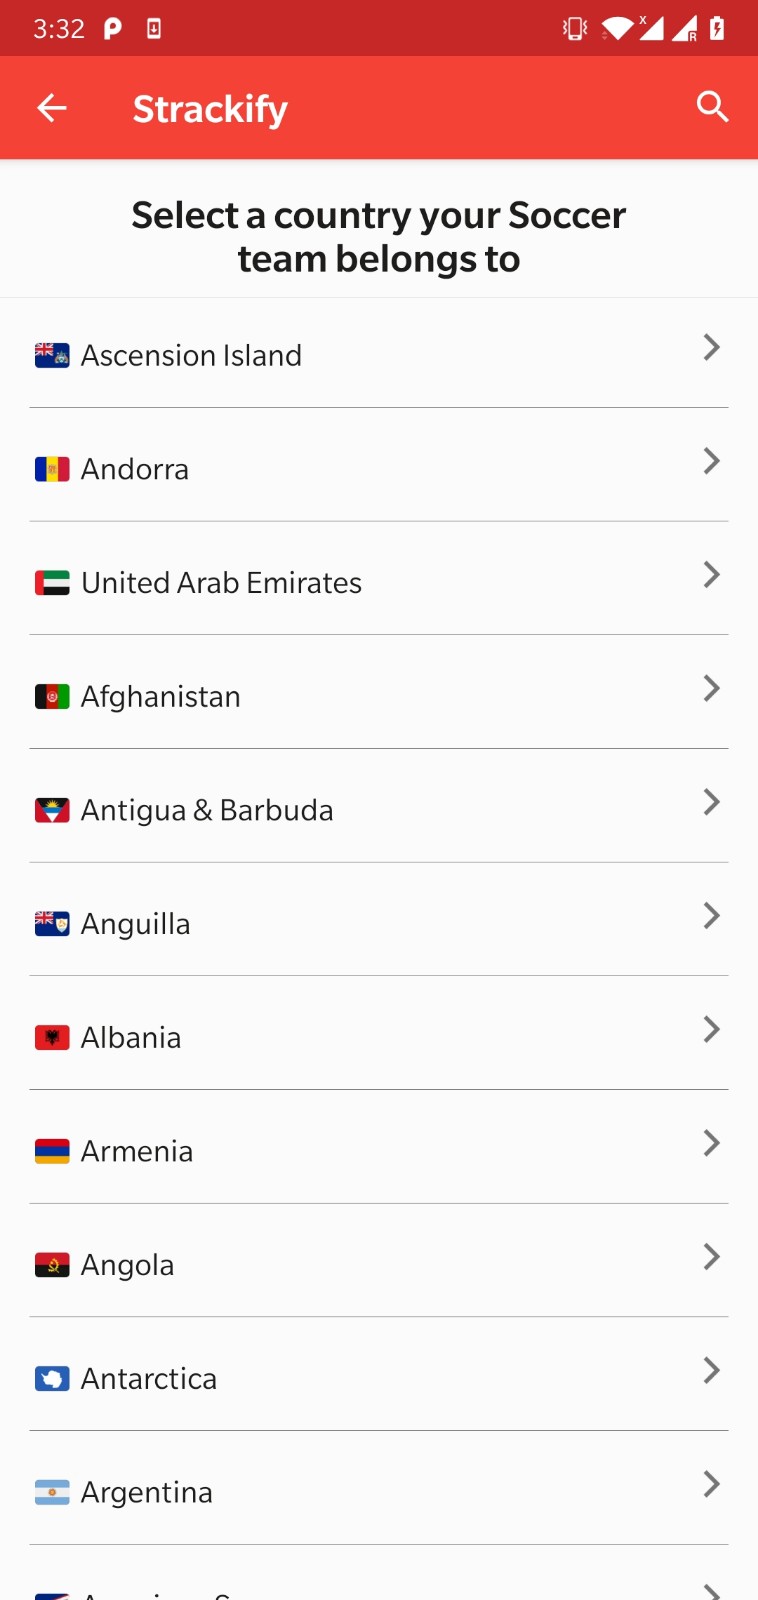 3:32
Strackify
Select a country your Soccer
team belongs to
Ascension Island
Andorra
United Arab Emirates
Afghanistan
Antigua & Barbuda
Anguilla
Albania
Armenia
Angola
Antarctica
Argentina